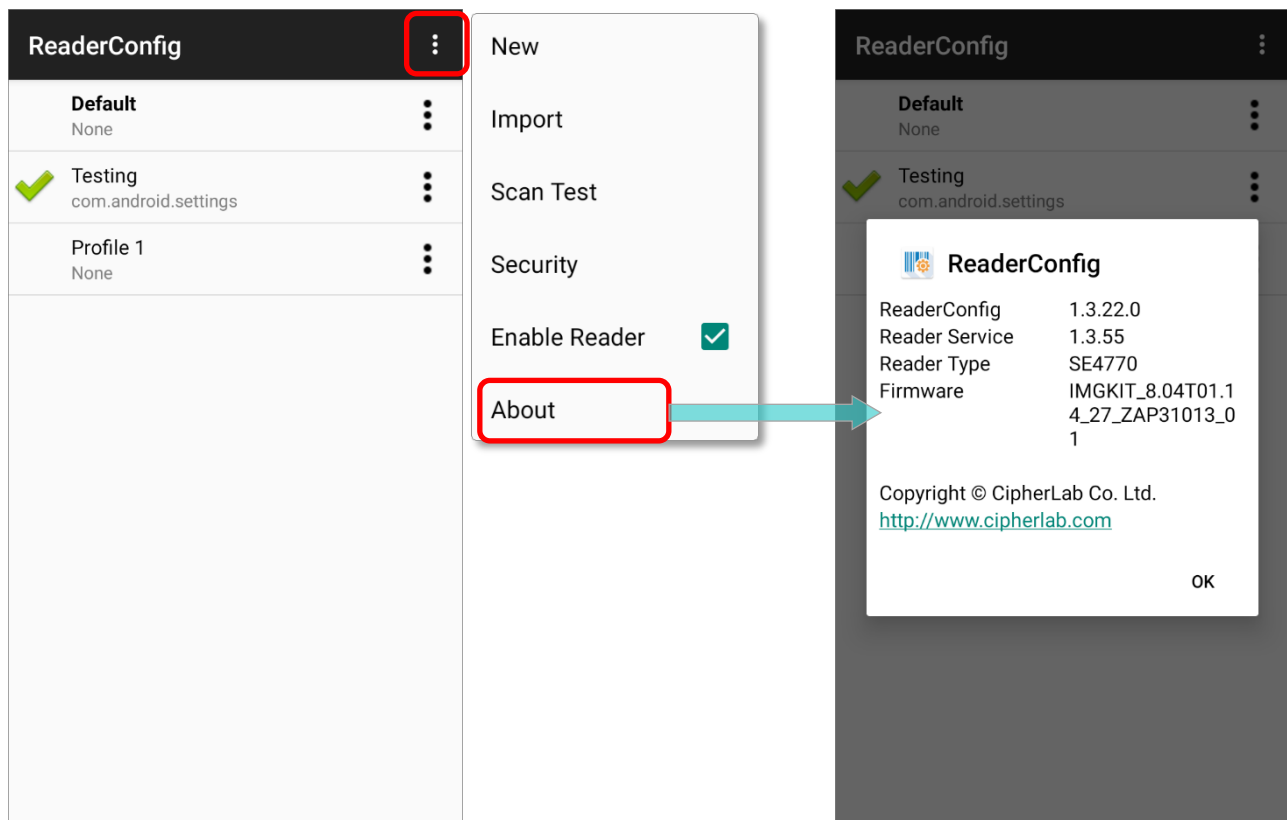 ReaderConfig
Default
None
Testing
com.android.settings
Profile 1
None
New
Import
Scan Test
Security
Enable Reader
About
ReaderConfig
Default
None
Testing
com.android.settings
ReaderConfig
ReaderConfig 1.3.22.0
Reader Service 1.3.55
Reader Type SE4770
Firmware IMGKIT_8.04T01.1
4_27_ZAP31013_0
1
Copyright © CipherLab Co. Ltd.
http://www.cipherlab.com
OK